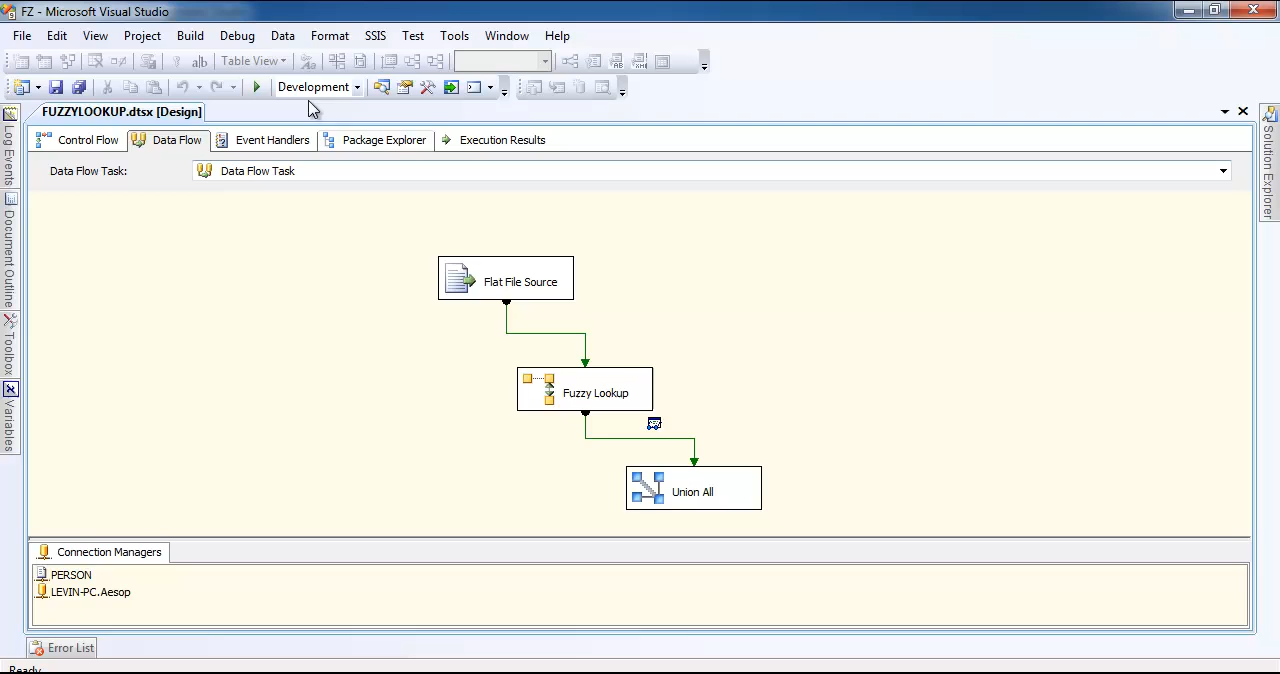 FZ - Microsoft Visual Studio
File Edit View Project Build Debug Data Format SSIS Test Tools Window Help
Table View
Development
FUZZYLOOKUP.dtsx [Design]
Control Flow Data Flow Event Handlers Package Explorer Execution Results
Data Flow Task: Data Flow Task
Log Events
Document Outline
Toolbox
Variables
Solution Explorer
Flat File Source
Fuzzy Lookup
Union All
Connection Managers
PERSON
LEVIN-PC.Aesop
Error List
Ready